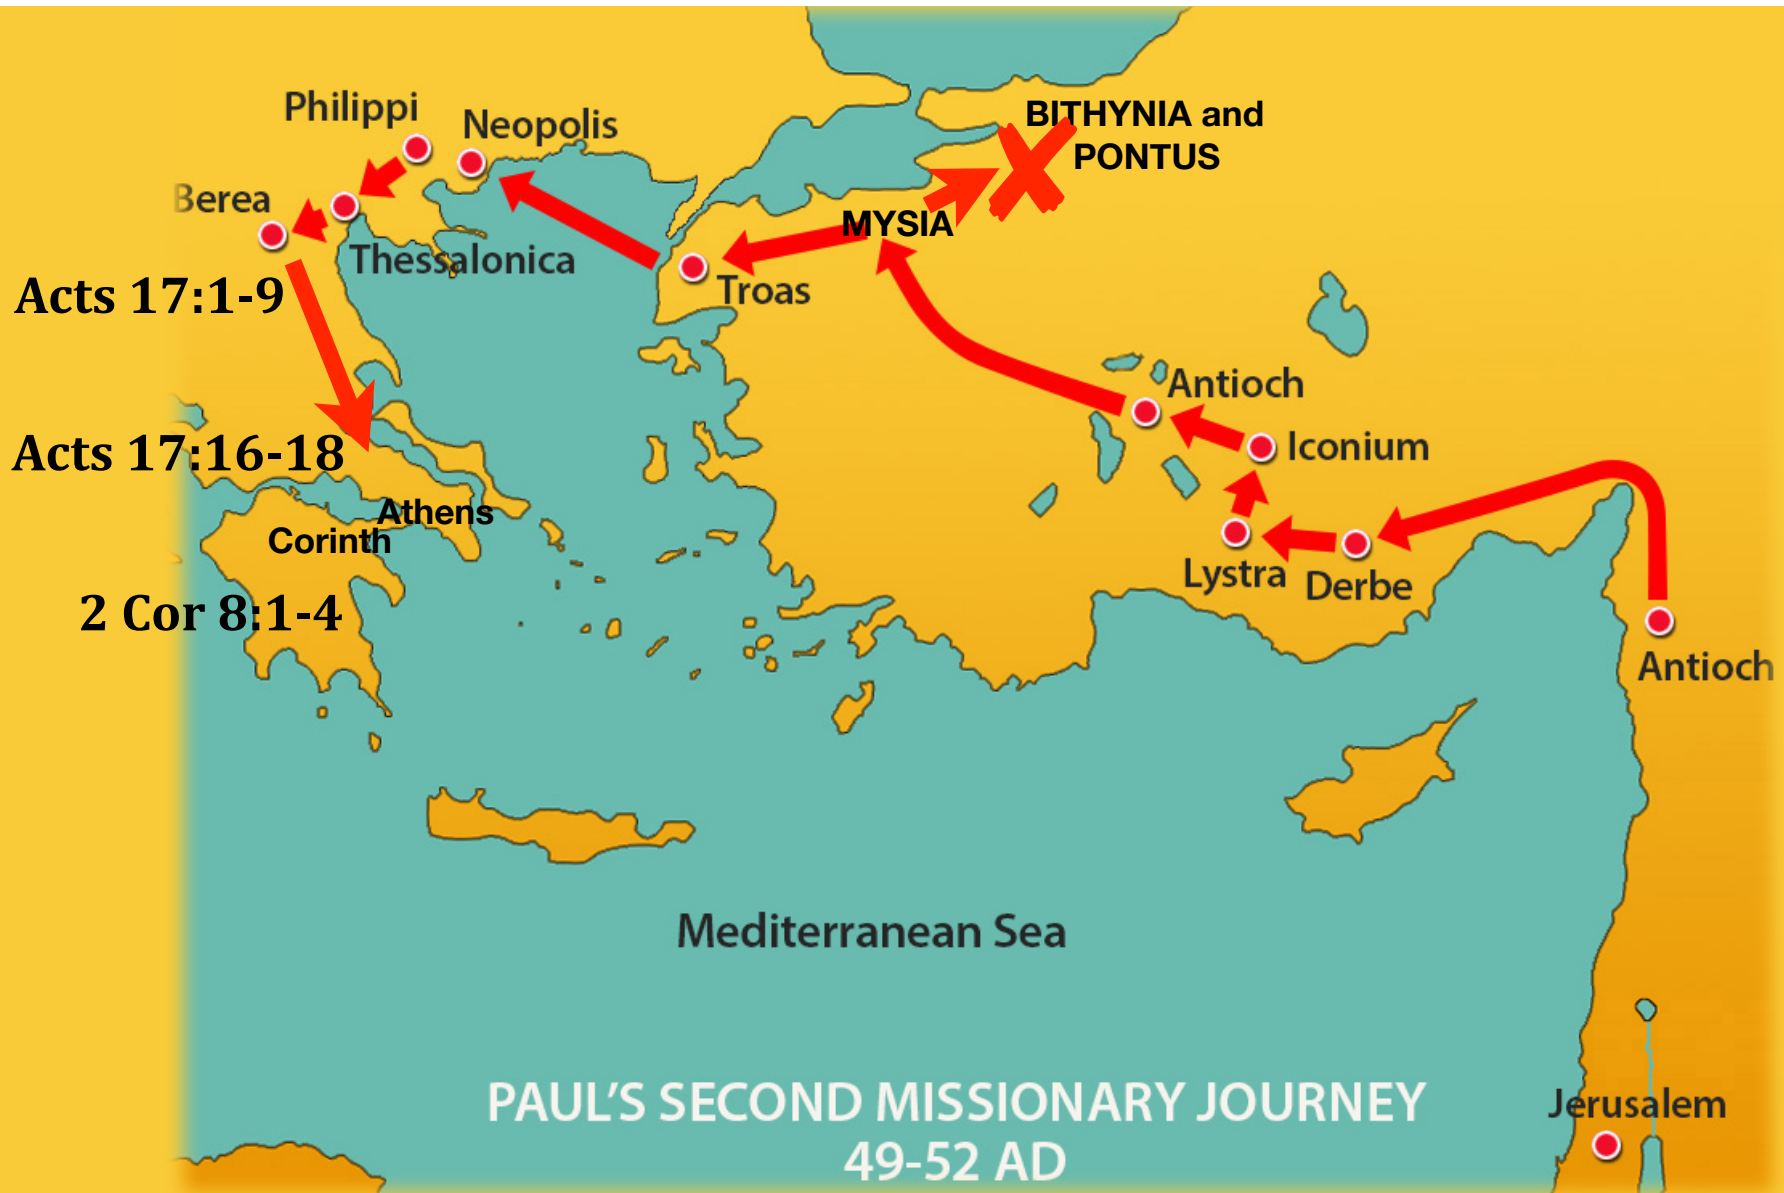 Philippi
Neopolis
BITHYNIA and
PONTUS
Berea
MYSIA
Thessalonica
Troas
Acts 17:1-9
Antioch
Iconium
Acts 17:16-18
Athens
Corinth
Lystra
Derbe
2 Cor 8:1-4
Antioch
Mediterranean Sea
PAUL'S SECOND MISSIONARY JOURNEY
49-52 AD
Jerusalem